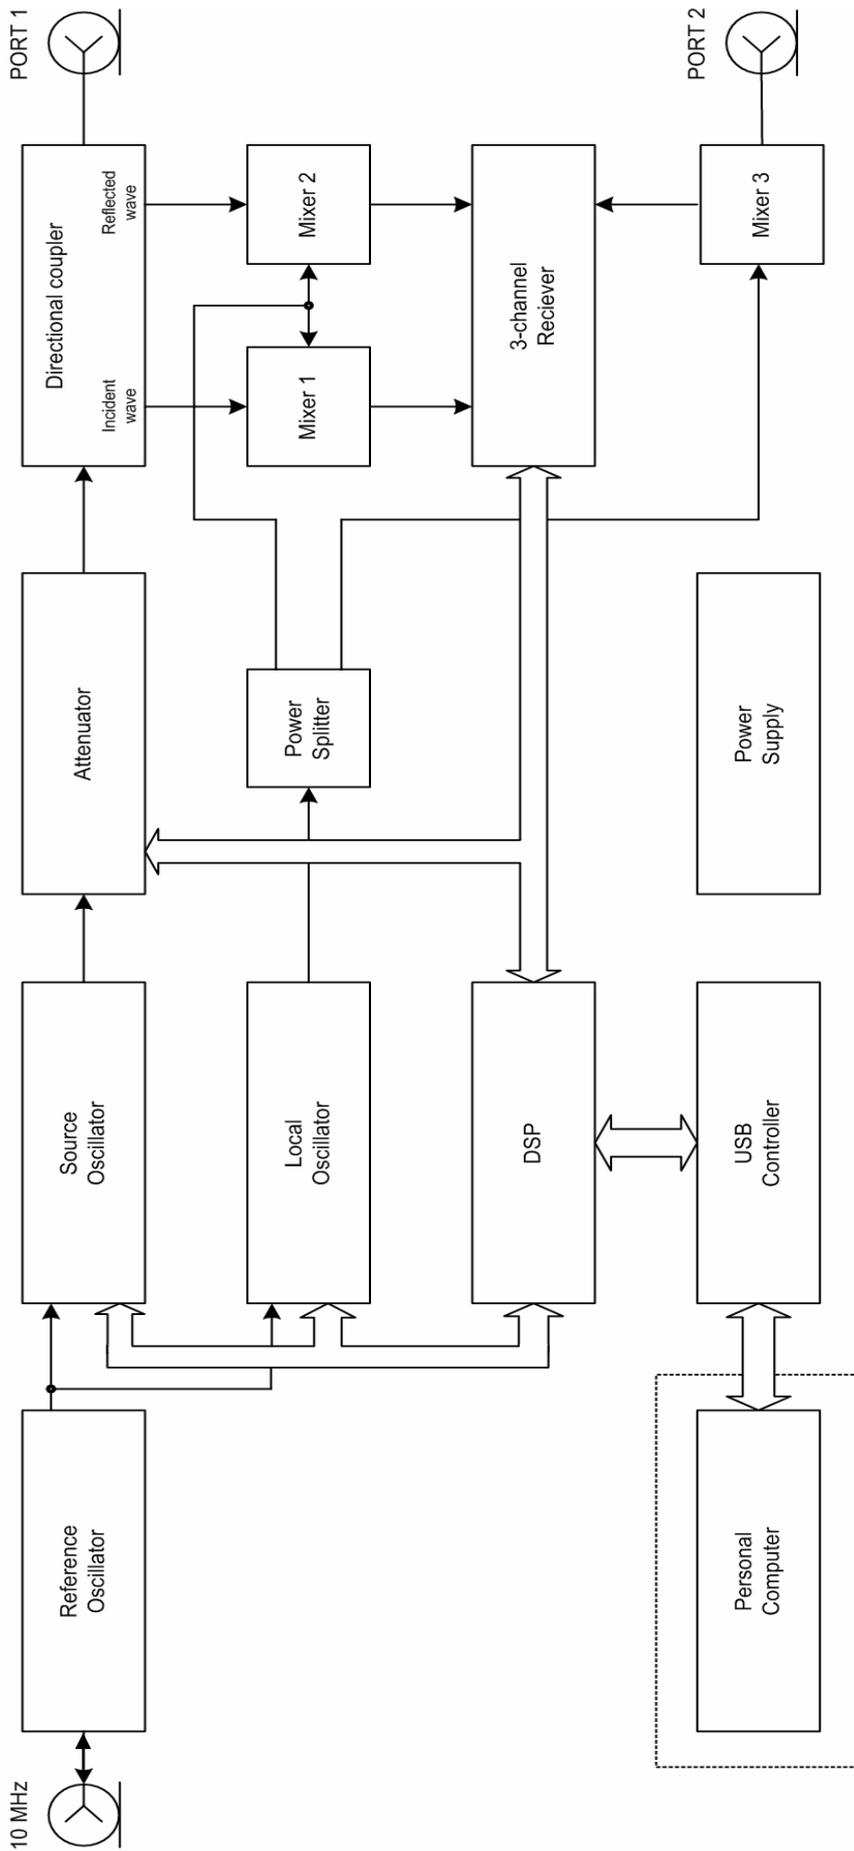 10 MHz
Reference
Oscillator
Source
Oscillator
Attenuator
Directional coupler
Incident
wave
Reflected
wave
PORT 1
Local
Oscillator
Power
Splitter
Mixer 1
Mixer 2
DSP
3-channel
Reciever
Personal
Computer
USB
Controller
Power
Supply
Mixer 3
PORT 2